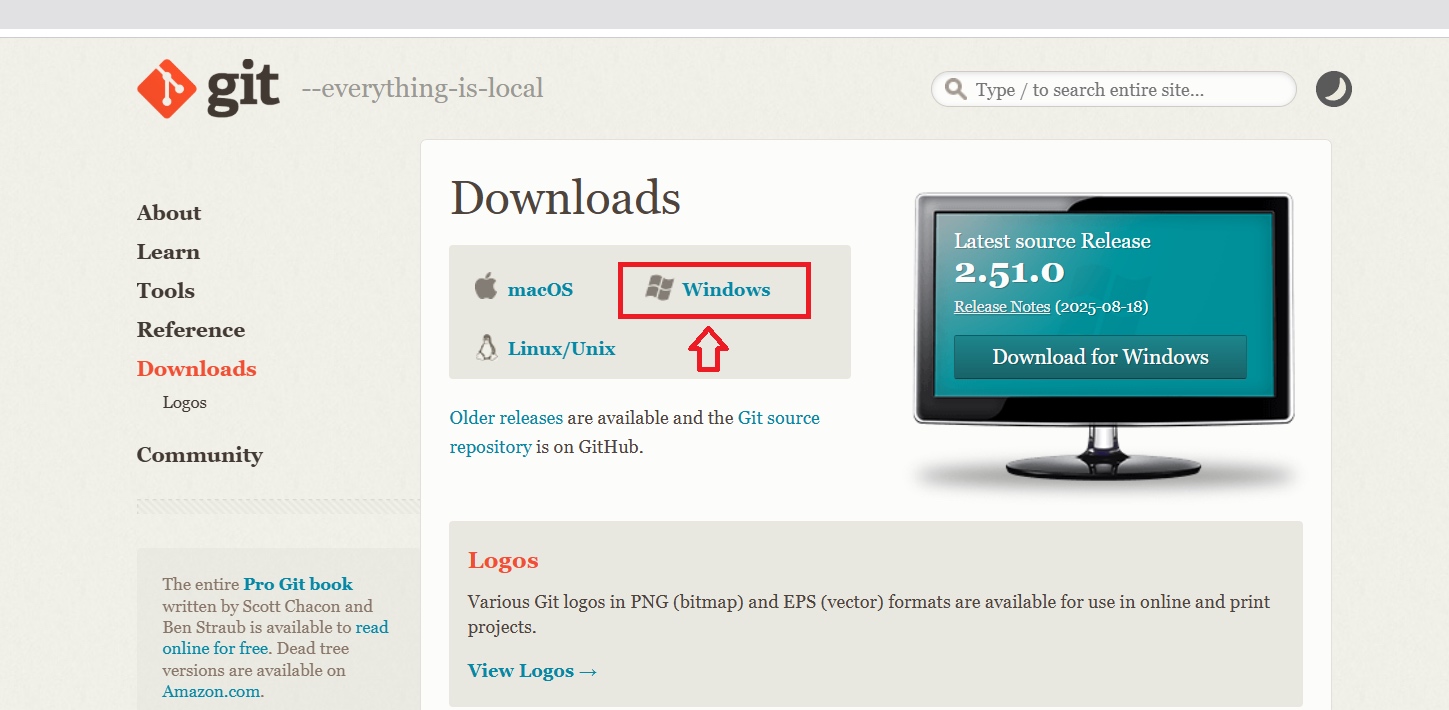 git --everything-is-local
Type / to search entire site...
About
Learn
Tools
Reference
Downloads
Logos
Community
The entire Pro Git book
written by Scott Chacon and
Ben Straub is available to read
online for free. Dead tree
versions are available on
Amazon.com.
Downloads
macOS
Windows
Linux/Unix
Older releases are available and the Git source
repository is on GitHub.
Latest source Release
2.51.0
Release Notes (2025-08-18)
Download for Windows
Logos
Various Git logos in PNG (bitmap) and EPS (vector) formats are available for use in online and print
projects.
View Logos →